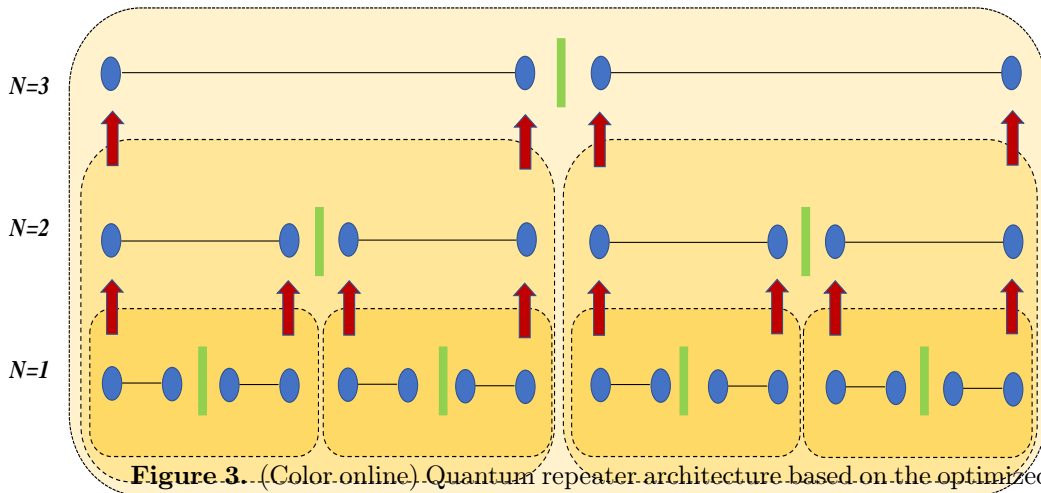 N=3
N=2
N=1
Figure 3. (Color online) Quantum repeater architecture based on the optimized